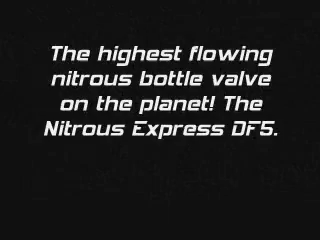 The highest flowing
nitrous bottle valve
on the planet! The
Nitrous Express DF5.